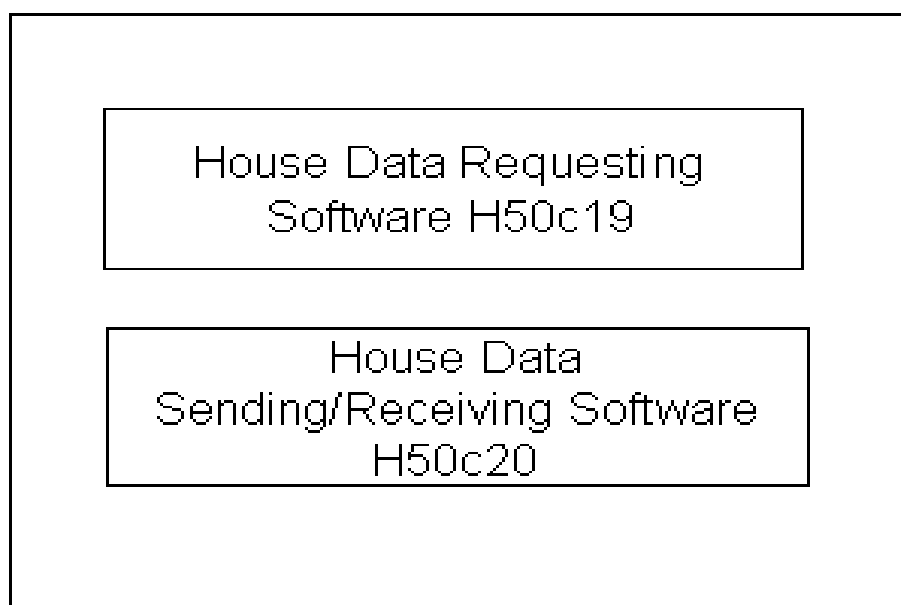 House Data Requesting
Software H50c19
House Data
Sending/Receiving Software
H50c20